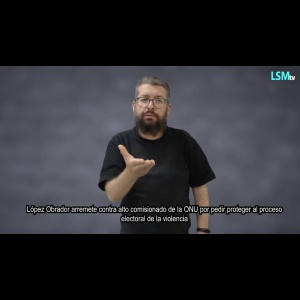 LSMtv
López Obrador arremete contra alto comisionado de la ONU por pedir proteger al proceso
electoral de la violencia